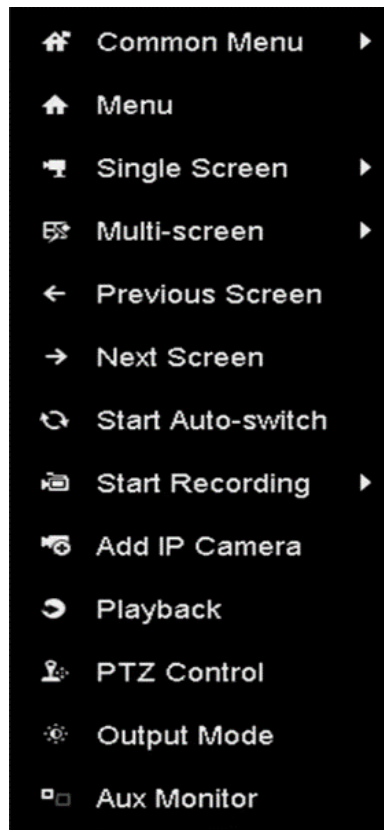 Common Menu
Menu
Single Screen
Multi-screen
Previous Screen
Next Screen
Start Auto-switch
Start Recording
Add IP Camera
Playback
PTZ Control
Output Mode
Aux Monitor